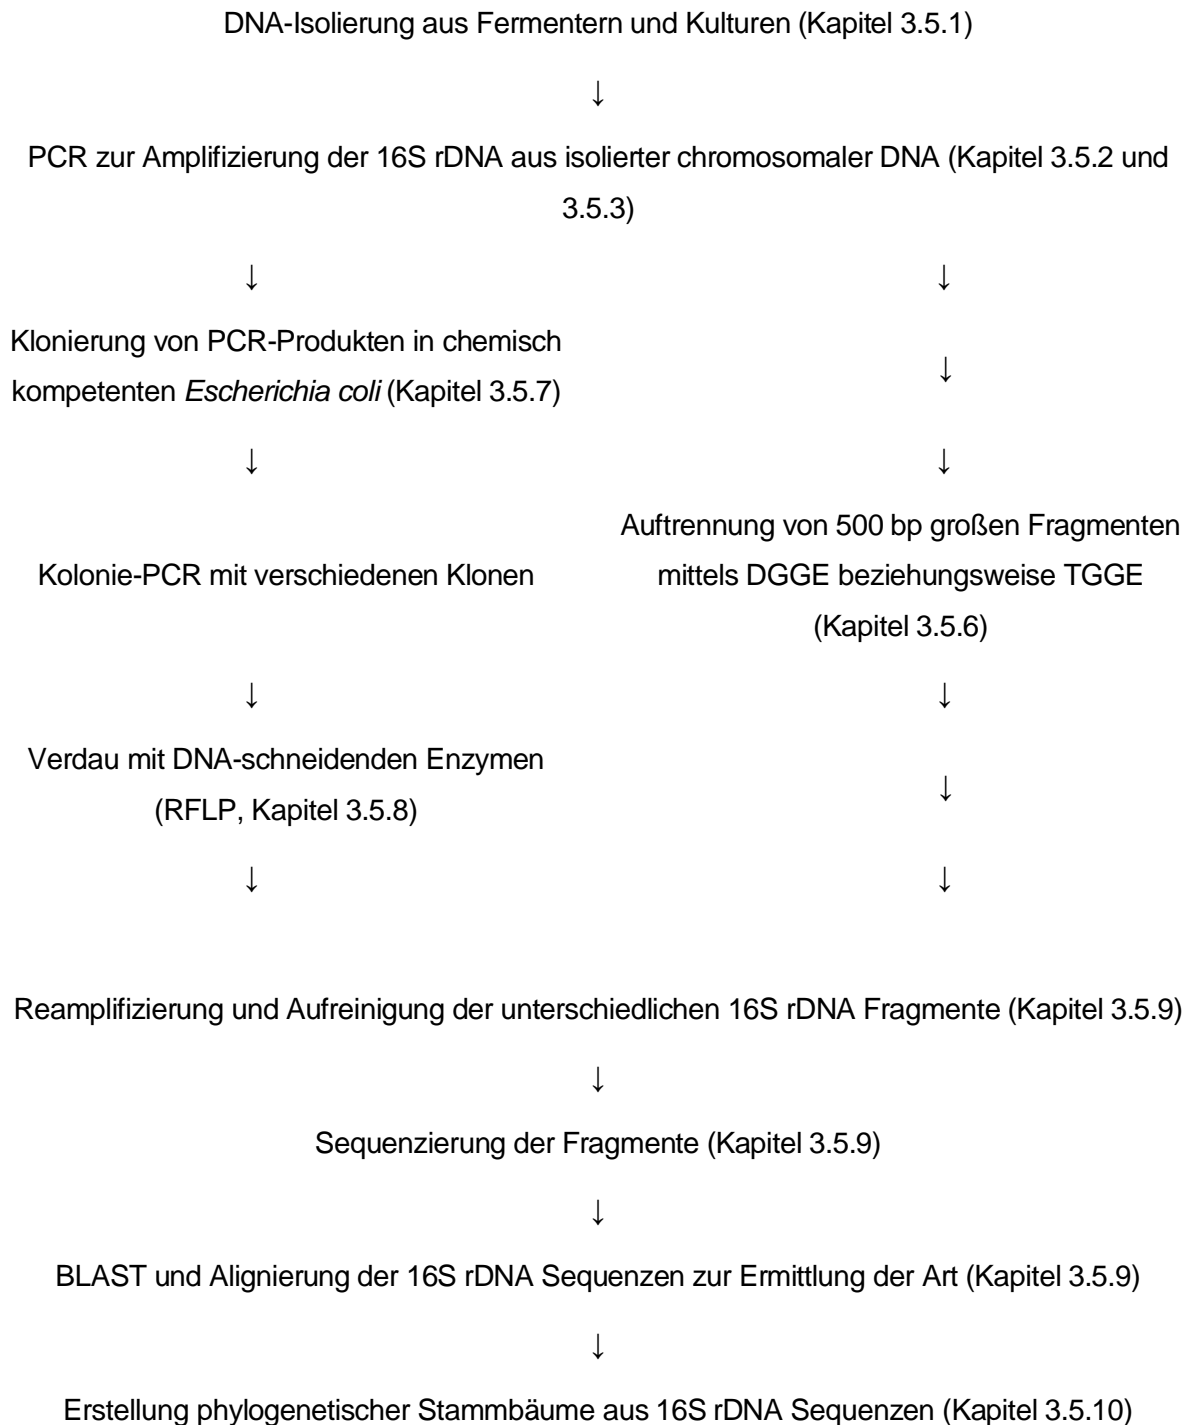 DNA-Isolierung aus Fermentern und Kulturen (Kapitel 3.5.1)
↓
PCR zur Amplifizierung der 16S rDNA aus isolierter chromosomaler DNA (Kapitel 3.5.2 und
3.5.3)
↓ ↓
Klonierung von PCR-Produkten in chemisch
kompetenten Escherichia coli (Kapitel 3.5.7)
↓
↓ ↓
Kolonie-PCR mit verschiedenen Klonen
Auftrennung von 500 bp großen Fragmenten
mittels DGGE beziehungsweise TGGE
(Kapitel 3.5.6)
↓ ↓
Verdau mit DNA-schneidenden Enzymen
(RFLP, Kapitel 3.5.8)
↓
↓ ↓
Reamplifizierung und Aufreinigung der unterschiedlichen 16S rDNA Fragmente (Kapitel 3.5.9)
↓
Sequenzierung der Fragmente (Kapitel 3.5.9)
↓
BLAST und Alignierung der 16S rDNA Sequenzen zur Ermittlung der Art (Kapitel 3.5.9)
↓
Erstellung phylogenetischer Stammbäume aus 16S rDNA Sequenzen (Kapitel 3.5.10)